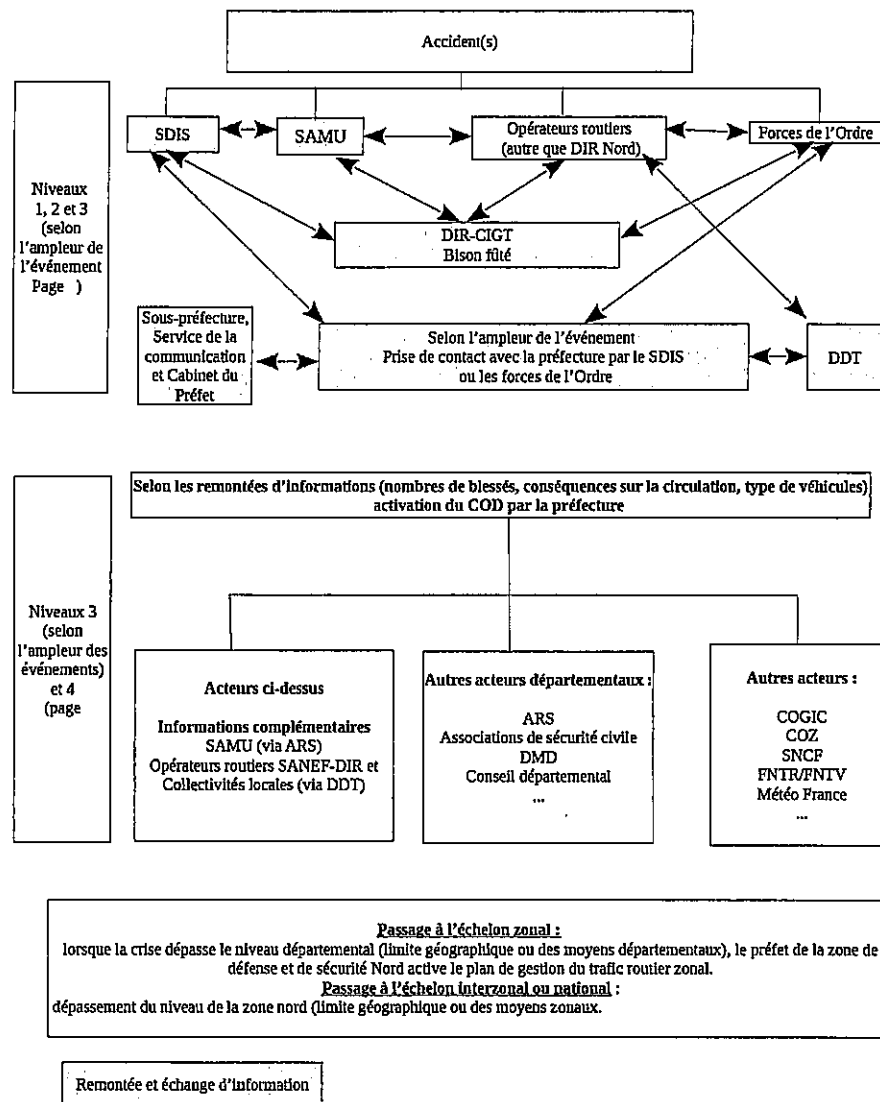 Accident(s)
SDIS
SAMU
Opérateurs routiers
(autre que DIR Nord)
Forces de l'Ordre
Niveaux
1, 2 et 3
(selon
l'ampleur de
l'événement
Page )
DIR-CIGT
Bison fûté
Sous-préfecture,
Service de la
communication
et Cabinet du
Préfet
Selon l'ampleur de l'événement
Prise de contact avec la préfecture par le SDIS
ou les forces de l'Ordre
DDT
Selon les remontées d'informations (nombres de blessés, conséquences sur la circulation, type de véhicules)
activation du COD par la préfecture
Niveaux 3
(selon
l'ampleur des
événements)
et 4
(page
Acteurs ci-dessus
Informations complémentaires
SAMU (via ARS)
Opérateurs routiers SANEF-DIR et
Collectivités locales (via DDT)
Autres acteurs départementaux :
ARS
Associations de sécurité civile
DMD
Conseil départemental
...
Autres acteurs :
COGIC
COZ
SNCF
FNTR/FNTV
Météo France
...
Passage à l'échelon zonal :
lorsque la crise dépasse le niveau départemental (limite géographique ou des moyens départementaux), le préfet de la zone de
défense et de sécurité Nord active le plan de gestion du trafic routier zonal.
Passage à l'échelon interzonal ou national :
dépassement du niveau de la zone nord (limite géographique ou des moyens zonaux.
Remontée et échange d'information